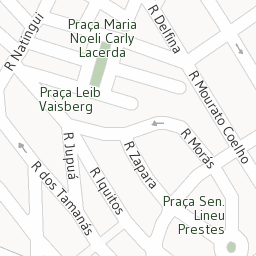 Praça Maria
Noeli Carly
Lacerda
R Delfina
R Natingui
Praça Leib
Vaisberg
R Mourato Coelho
R Morás
R Jupuá
R Zapara
R Iquitos
R dos Tamanás
Praça Sen.
Lineu
Prestes